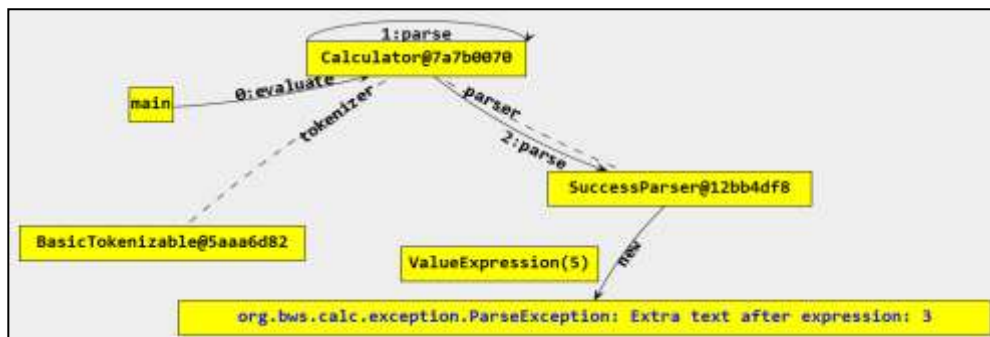 1:parse
Calculator@7a7b0070
0:evaluate
main
tokenizer
parser
2:parse
SuccessParser@12bb4df8
BasicTokenizable@5aaa6d82
new
ValueExpression(5)
org.bws.calc.exception.ParseException: Extra text after expression: 3